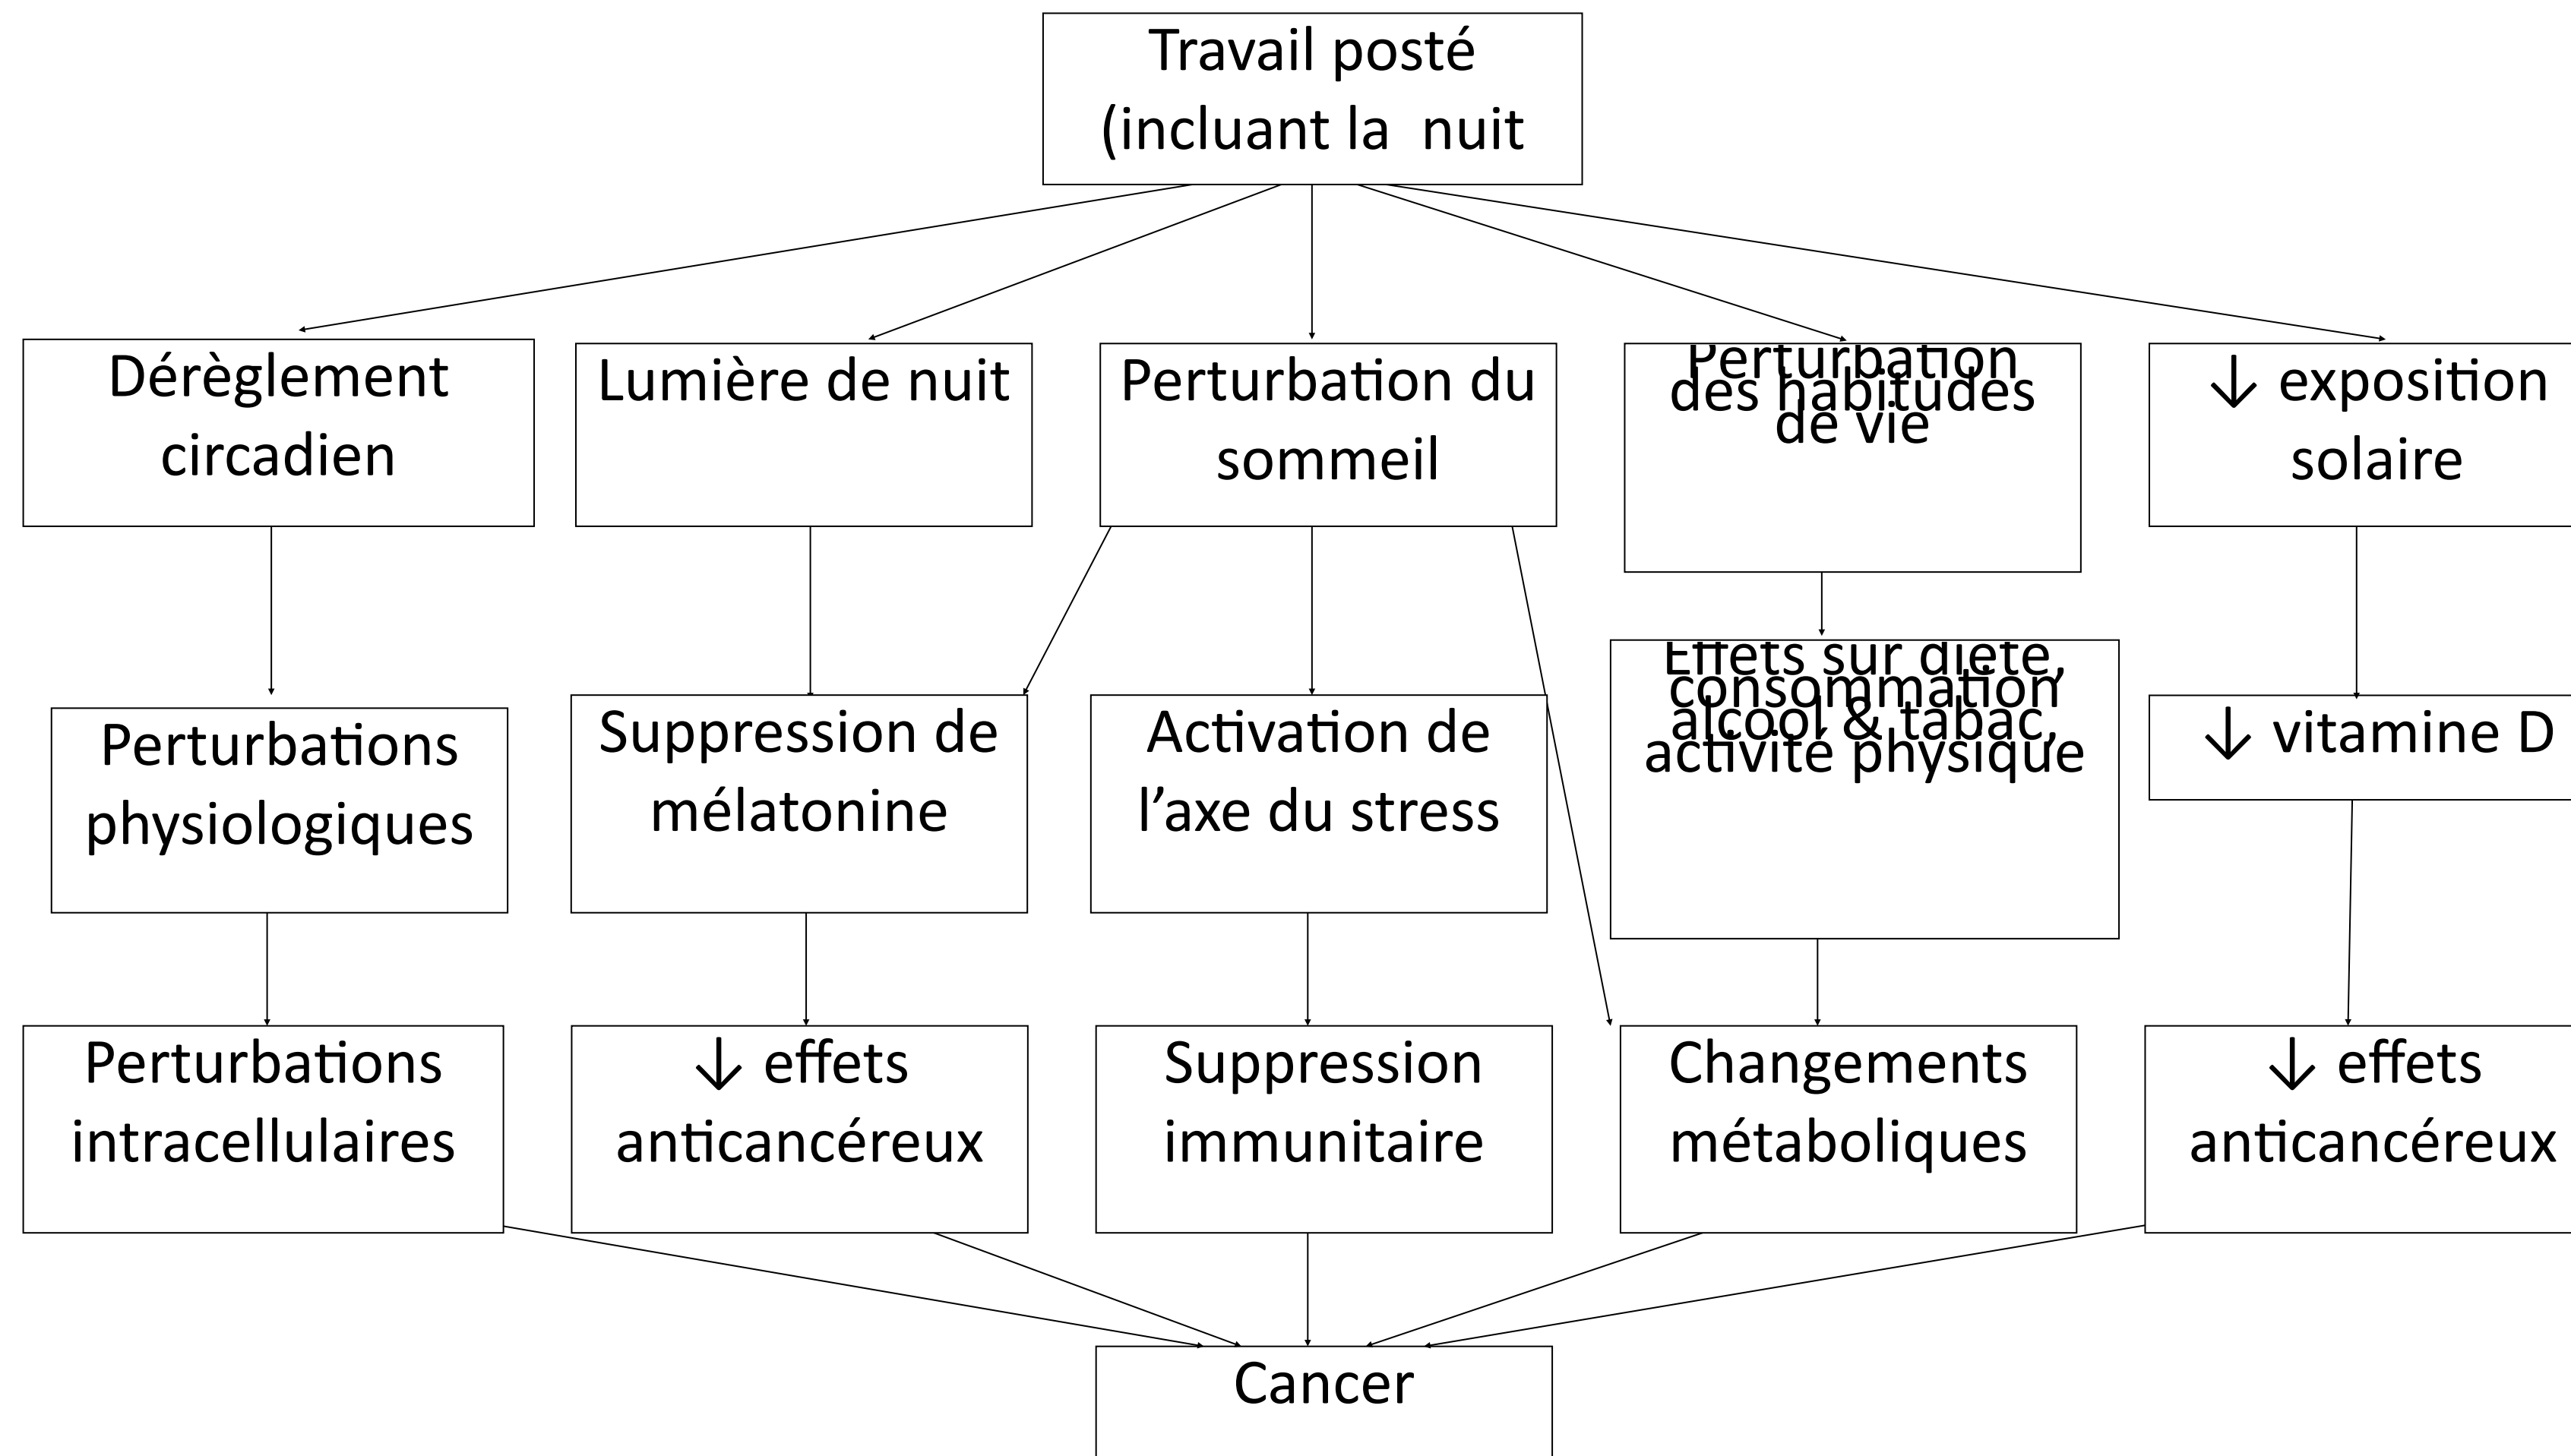 Travail posté
(incluant la  nuit
Dérèglement
circadien
Lumière de nuit
Perturbation du
sommeil
Perturbation
des habitudes
de vie
↓ exposition
solaire
Perturbations
physiologiques
Suppression de
mélatonine
Activation de
l’axe du stress
Effets sur diète,
consommation
alcool & tabac,
activité physique
↓ vitamine D
Perturbations
intracellulaires
↓ effets
anticancéreux
Suppression
immunitaire
Changements
métaboliques
↓ effets
anticancéreux
Cancer